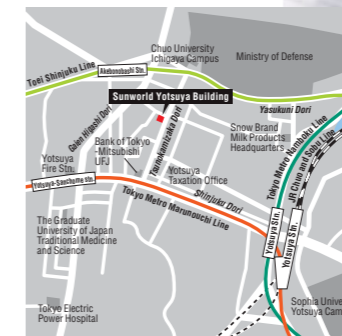 Chuo University
Ichigaya Campus
Ministry of Defense
Toei Shinjuku Line
Akebonobashi Stn.
Sunworld Yotsuya Building
Yasukuni Dori
Gaien Higashi Dori
Tsunokamizaka Dori
Snow Brand
Milk Products
Headquarters
Tokyo Metro Namboku Line
JR Chuo and Sobu Line
Bank of Tokyo
-Mitsubishi
UFJ
Yotsuya
Fire Stn.
Yotsuya
Taxation Office
Yotsuya-Sanchome Stn.
Shinjuku Dori
Tokyo Metro Marunouchi Line
Yotsuya Stn.
Yotsuya Stn.
The Graduate
University of Japan
Traditional Medicine
and Science
Tokyo Electric
Power Hospital
Sophia Unive
Yotsuya Cam